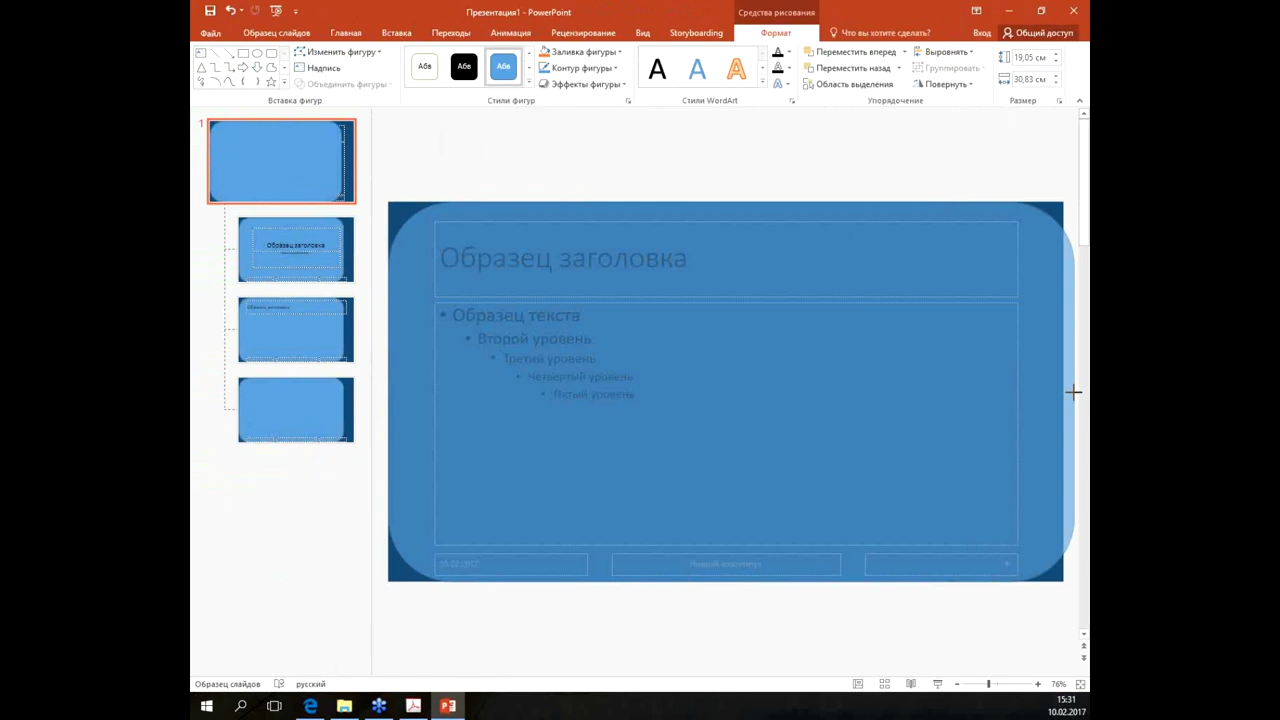 Презентация1 - PowerPoint
Средства рисования
Файл
Образец слайдов
Главная
Вставка
Переходы
Анимация
Рецензирование
Вид
Storyboarding
Формат
Что вы хотите сделать?
Вход
Общий доступ
Изменить фигуру
Надпись
Объединить фигуры
Вставка фигур
Абв
Абв
Абв
Заливка фигуры
Контур фигуры
Эффекты фигуры
Стили фигур
A
A
A
Стили WordArt
Переместить вперед
Переместить назад
Область выделения
Выровнять
Группировать
Повернуть
Упорядочение
19,05 см
30,83 см
Размер
1
Образец заголовка
Образец заголовка
Образец заголовка
• Образец текста
• Второй уровень
• Третий уровень
• Четвертый уровень
• Пятый уровень
Нижний колонтитул
Образец слайдов
русский
76%
15:31
10.02.2017